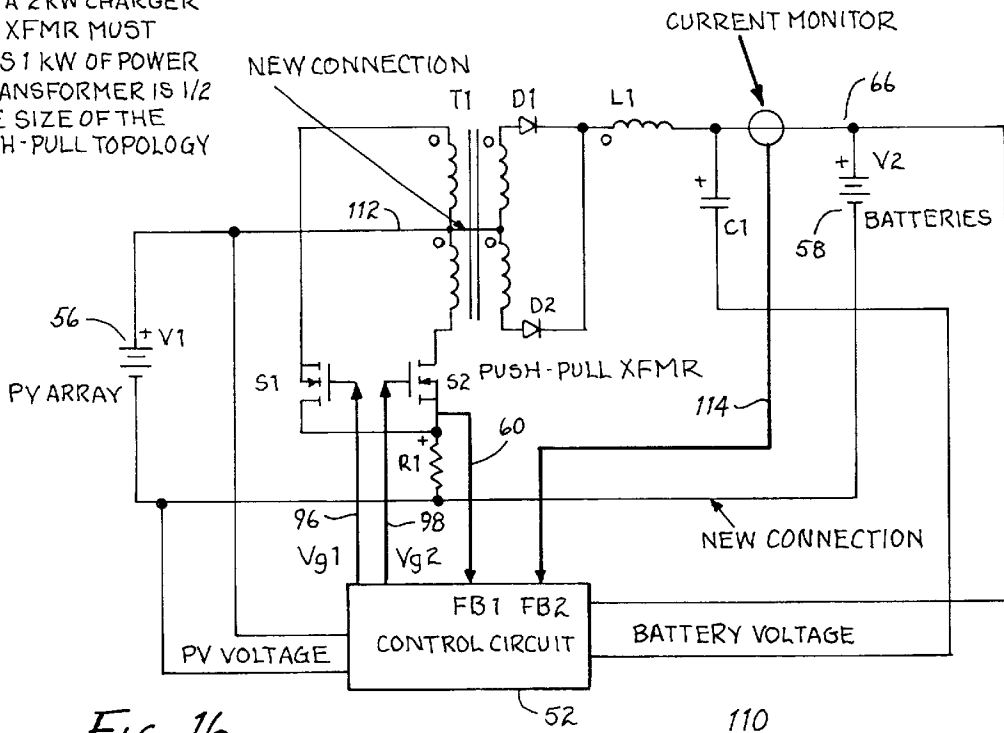 A 2KW CHARGER
XFMR MUST
S 1 KW OF POWER
ANSFORMER IS 1/2
E SIZE OF THE
H-PULL TOPOLOGY
CURRENT MONITOR
NEW CONNECTION
T1
D1
L1
66
112
+
V2
+
C1
58
BATTERIES
56
+ V1
D2
PV ARRAY
S1
S2
PUSH-PULL XFMR
114
60
+
R1
96
98
NEW CONNECTION
Vg1
Vg2
FB1 FB2
CONTROL CIRCUIT
BATTERY VOLTAGE
PV VOLTAGE
52
110